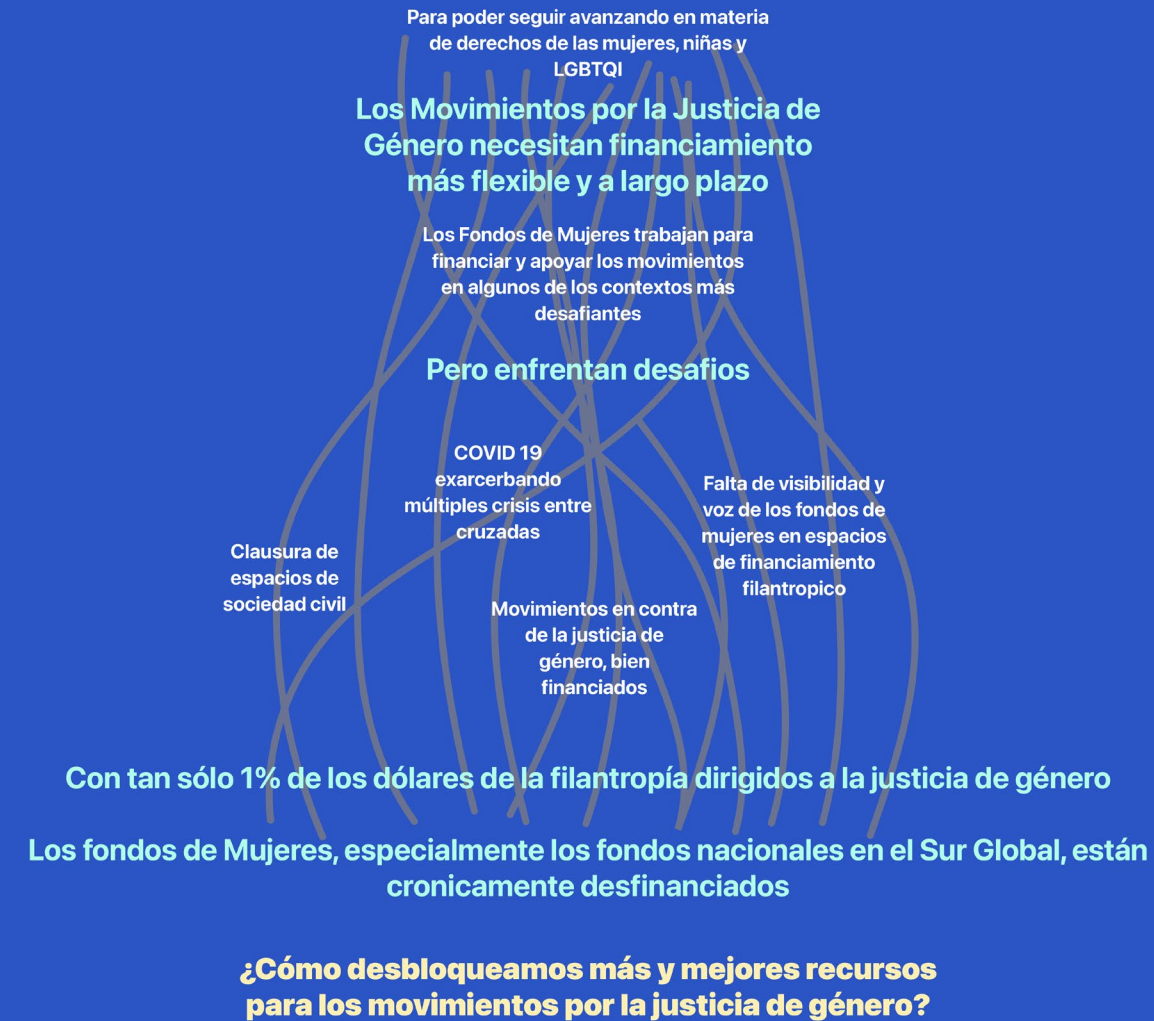 Para poder seguir avanzando en materia
de derechos de las mujeres, niñas y
LGBTQI
Los Movimientos por la Justicia de
Género necesitan financiamiento
más flexible y a largo plazo
Los Fondos de Mujeres trabajan para
financiar y apoyar los movimientos
en algunos de los contextos más
desafiantes
Pero enfrentan desafios
COVID 19
exarcerbando
múltiples crisis entre
cruzadas
Falta de visibilidad y
voz de los fondos de
mujeres en espacios
de financiamiento
filantropico
Clausura de
espacios de
sociedad civil
Movimientos en contra
de la justicia de
género, bien
financiados
Con tan sólo 1% de los dólares de la filantropía dirigidos a la justicia de género
Los fondos de Mujeres, especialmente los fondos nacionales en el Sur Global, están
cronicamente desfinanciados
¿Cómo desbloqueamos más y mejores recursos
para los movimientos por la justicia de género?